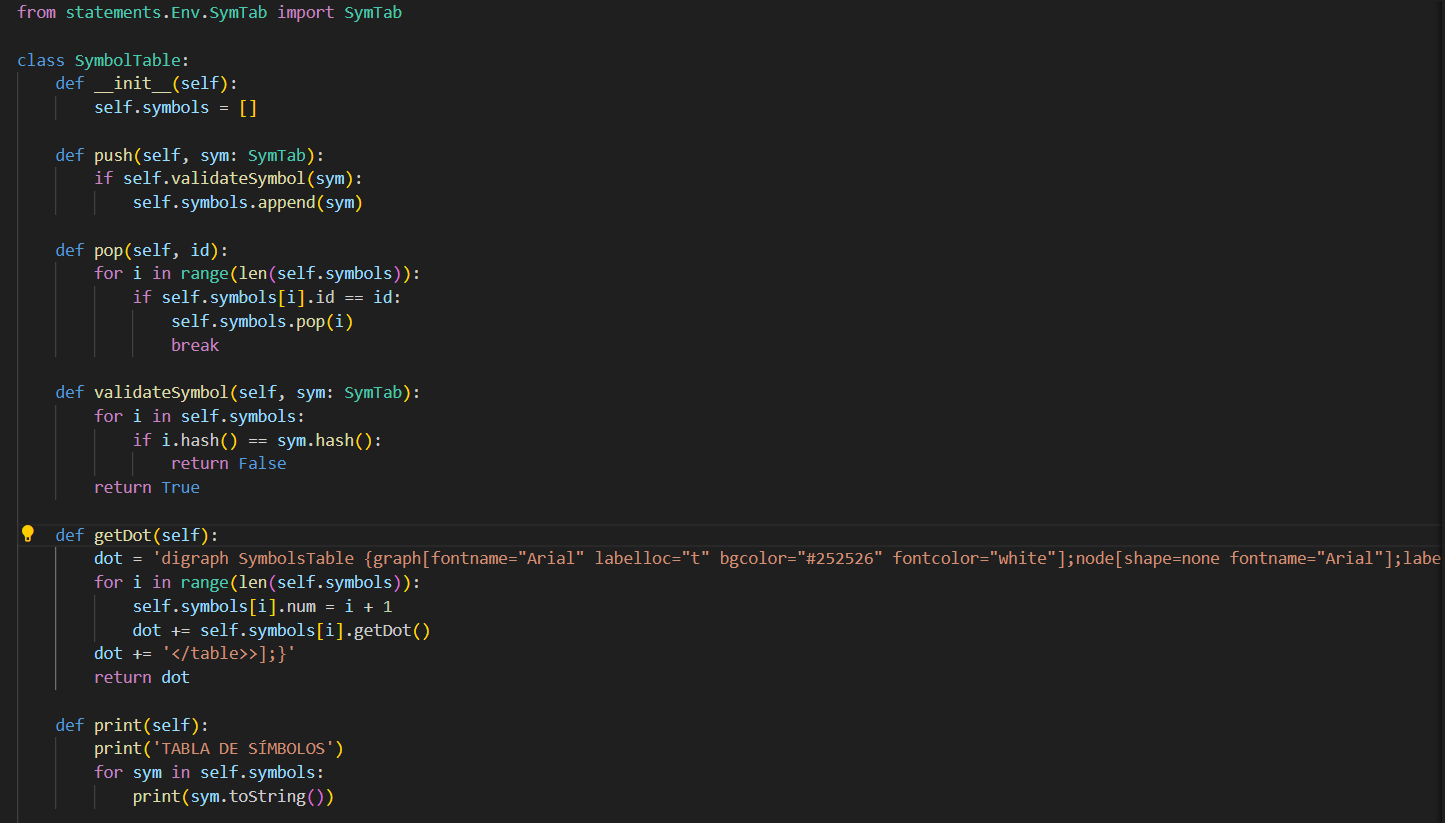 from statements.Env.SymTab import SymTab
class SymbolTable:
    def __init__(self):
        self.symbols = []
    def push(self, sym: SymTab):
        if self.validateSymbol(sym):
            self.symbols.append(sym)
    def pop(self, id):
        for i in range(len(self.symbols)):
            if self.symbols[i].id == id:
                self.symbols.pop(i)
                break
    def validateSymbol(self, sym: SymTab):
        for i in self.symbols:
            if i.hash() == sym.hash():
                return False
        return True
    def getDot(self):
        dot = 'digraph SymbolsTable {graph[fontname="Arial" labelloc="t" bgcolor="#252526" fontcolor="white"];node[shape=none fontname="Arial"];labe
        for i in range(len(self.symbols)):
            self.symbols[i].num = i + 1
            dot += self.symbols[i].getDot()
        dot += '</table>>];}'
        return dot
    def print(self):
        print('TABLA DE SÍMBOLOS')
        for sym in self.symbols:
            print(sym.toString())